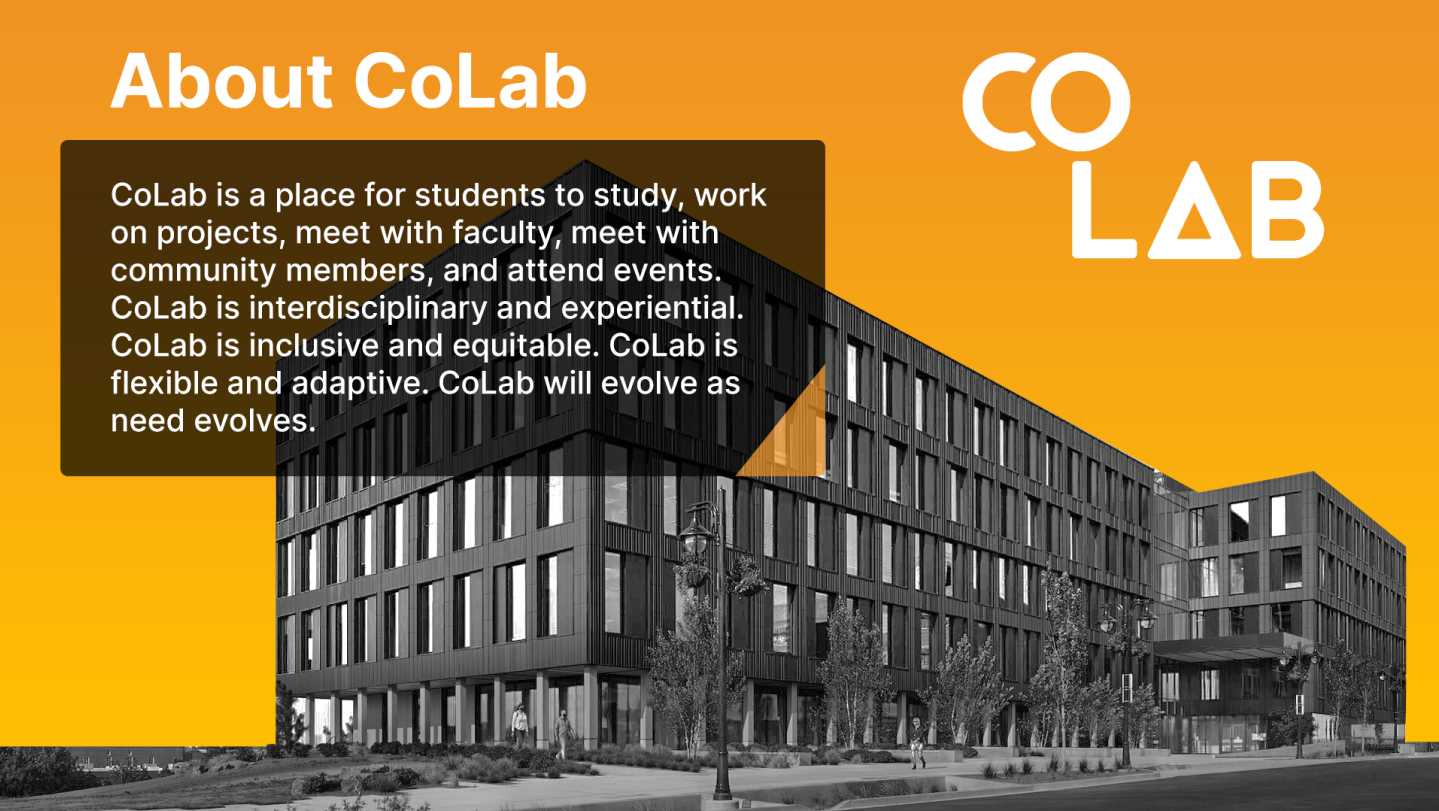 About CoLab
CO
LAB
CoLab is a place for students to study, work
on projects, meet with faculty, meet with
community members, and attend events.
CoLab is interdisciplinary and experiential.
CoLab is inclusive and equitable. CoLab is
flexible and adaptive. CoLab will evolve as
need evolves.